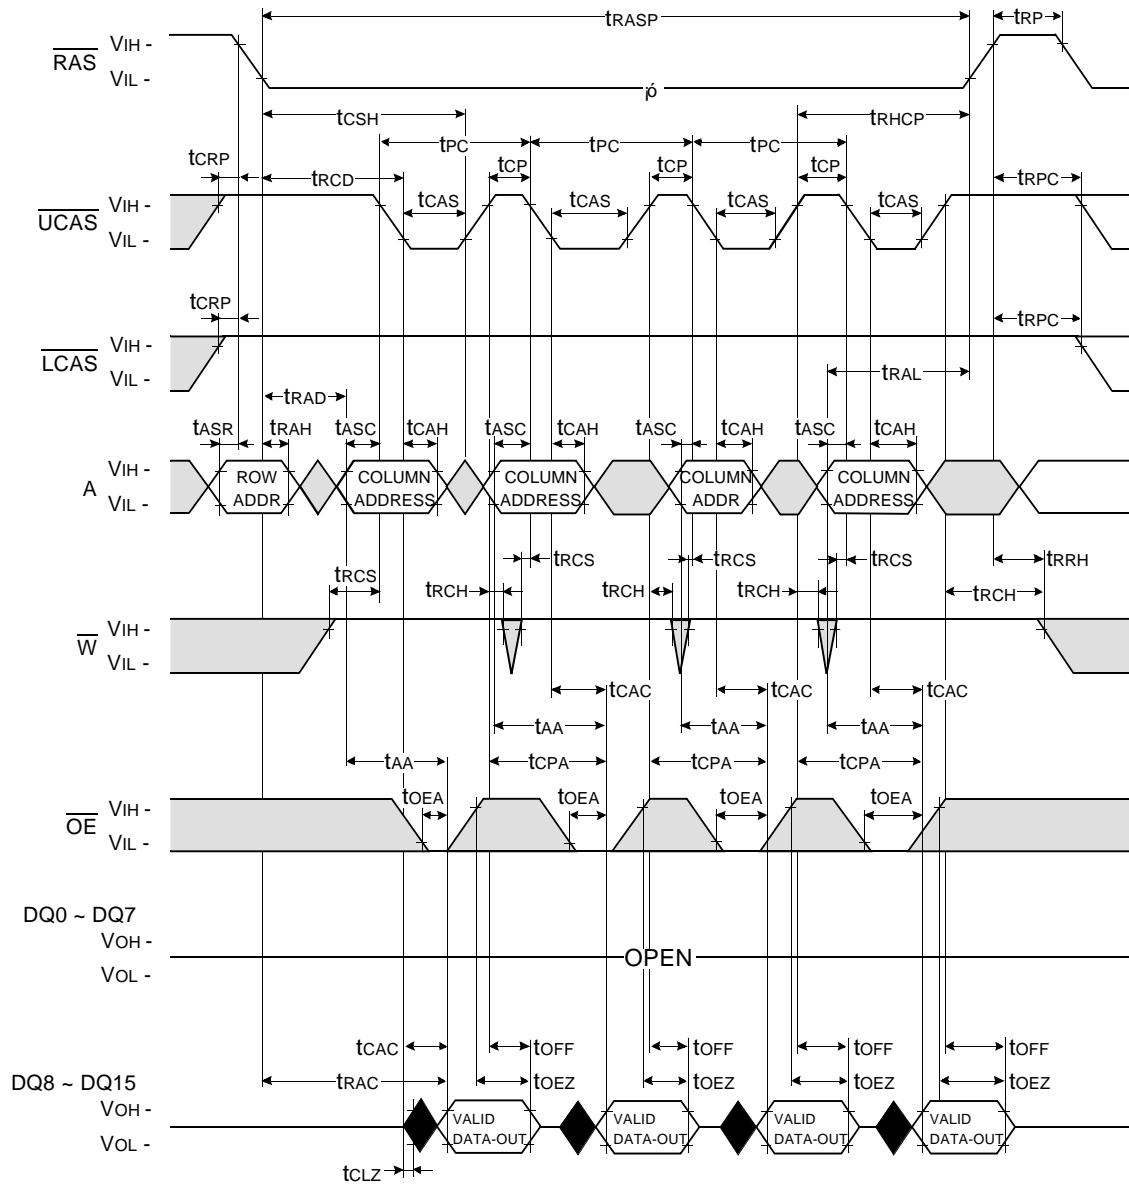 tRASP tRP
RAS VIH -
VIL -
tCSH tRHCP
tPC tPC tPC
tCRP tRCD tCP tCP tCP tRPC
tCAS tCAS tCAS tCAS
UCAS VIH -
VIL -
tCRP tRPC
LCAS VIH -
VIL -
tRAL
tRAD
tASR tRAH tASC tCAH tASC tCAH tASC tCAH tASC tCAH
A VIH -
VIL -
ROW ADDR
COLUMN ADDRESS
COLUMN ADDRESS
COLUMN ADDR
COLUMN ADDRESS
tRCS tRCS tRCS tRCS tRRH
tRCH tRCH tRCH tRCH
W VIH -
VIL -
tCAC tCAC tCAC
tAA tAA tAA
tAA tCPA tCPA tCPA
tOEA tOEA tOEA tOEA
OE VIH -
VIL -
DQ0 ~ DQ7
VOH -
VOL -
OPEN
tCAC tOFF tOFF tOFF tOFF
tRAC tOEZ tOEZ tOEZ tOEZ
DQ8 ~ DQ15
VOH -
VOL -
VALID DATA-OUT
VALID DATA-OUT
VALID DATA-OUT
VALID DATA-OUT
tCLZ